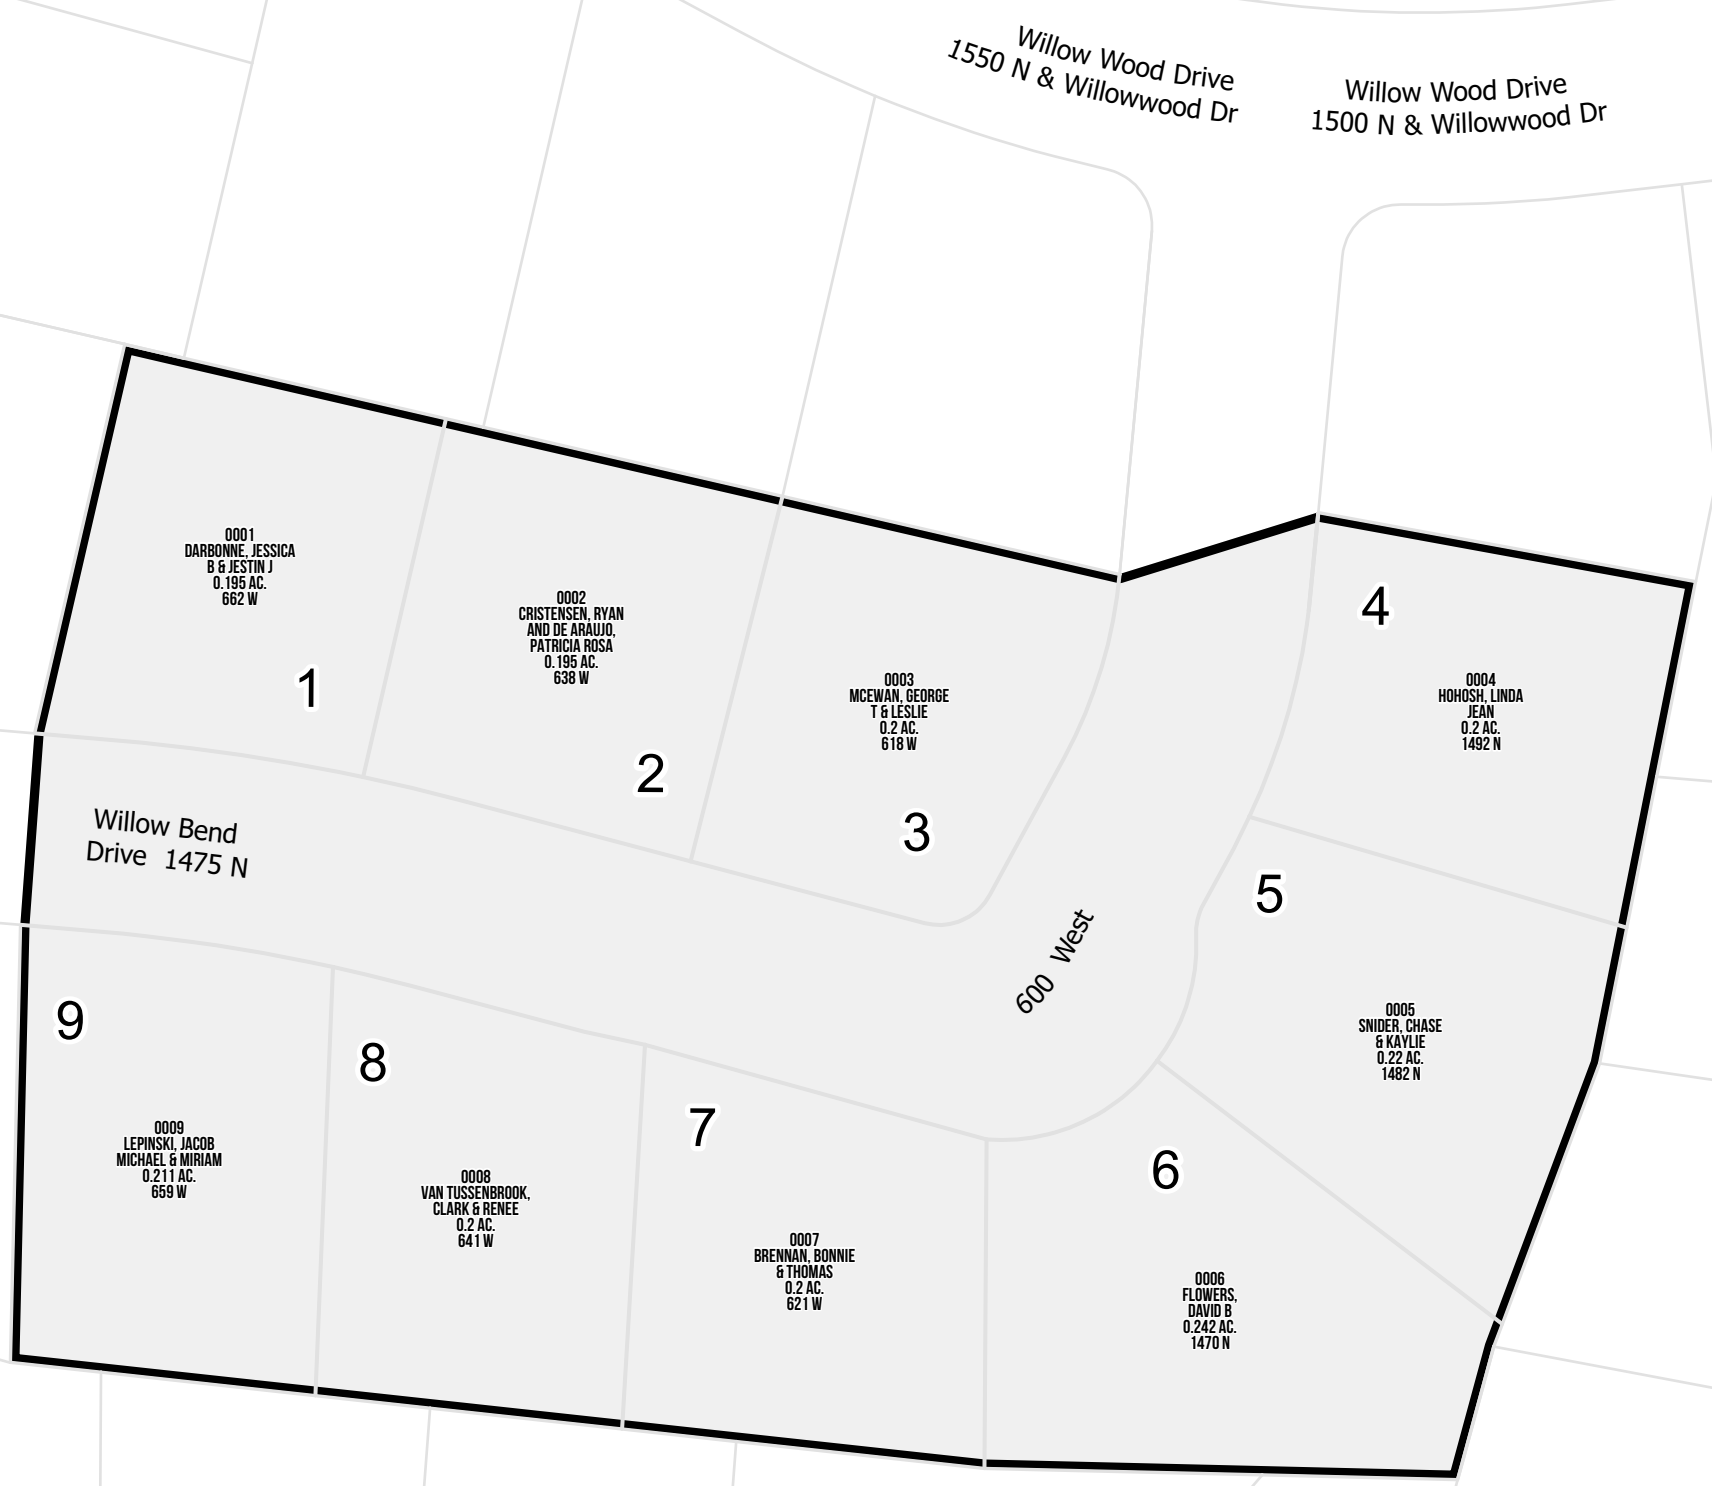 Willow Wood Drive
1550 N & Willowwood Dr
Willow Wood Drive
1500 N & Willowwood Dr
0001
DARBONNE, JESSICA
B & JESTIN J
0.195 AC.
662 W
1
0002
CRISTENSEN, RYAN
AND DE ARAUJO,
PATRICIA ROSA
0.195 AC.
638 W
2
0003
MCEWAN, GEORGE
T & LESLIE
0.2 AC.
618 W
3
4
0004
HOHOSH, LINDA
JEAN
0.2 AC.
1492 N
Willow Bend
Drive 1475 N
600 West
5
0005
SNIDER, CHASE
& KAYLIE
0.22 AC.
1482 N
9
0009
LEPINSKI, JACOB
MICHAEL & MIRIAM
0.211 AC.
659 W
8
0008
VAN TUSSENBROOK,
CLARK & RENEE
0.2 AC.
641 W
7
0007
BRENNAN, BONNIE
& THOMAS
0.2 AC.
621 W
6
0006
FLOWERS,
DAVID B
0.242 AC.
1470 N